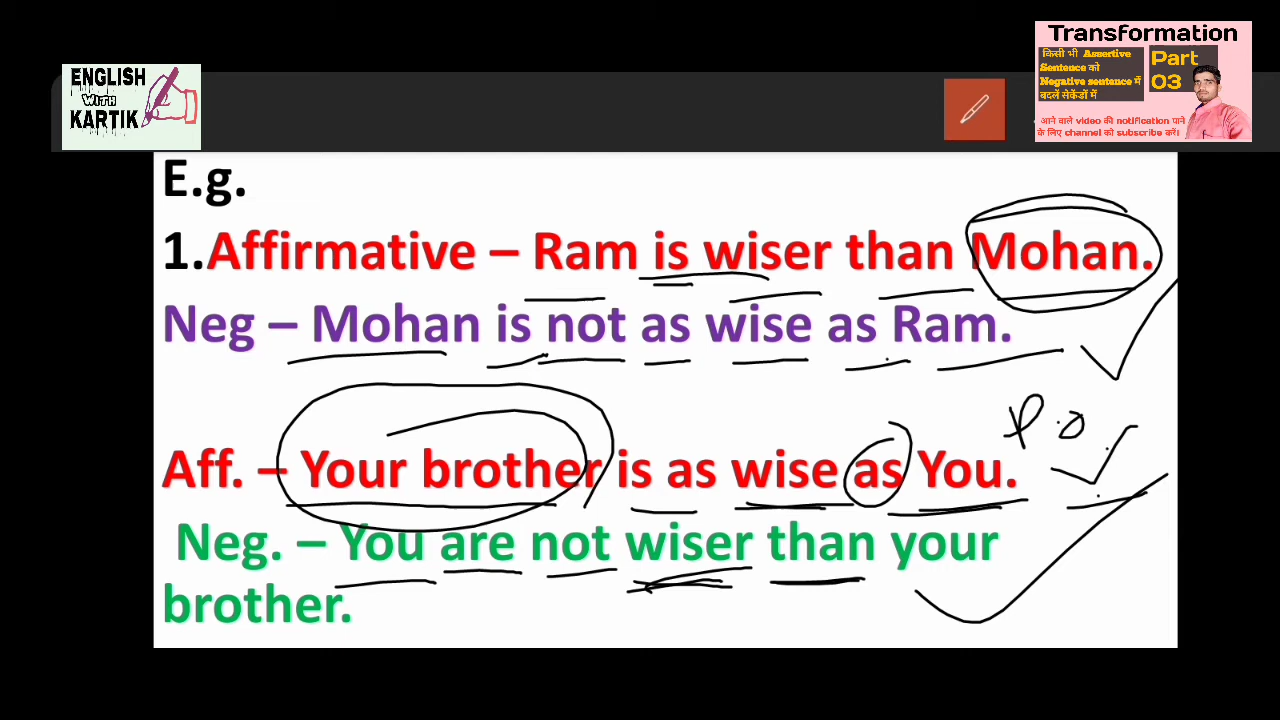 ENGLISH
WITH
KARTIK
Transformation
किसी भी Assertive
Sentence को
Negative sentence में
बदलें सेकेंडों में
Part
03
आने वाले video की notification पाने
के लिए channel को subscribe करें।
E.g.
1.Affirmative – Ram is wiser than Mohan.
Neg – Mohan is not as wise as Ram.
P.D
Aff. – Your brother is as wise as You.
Neg. – You are not wiser than your
brother.